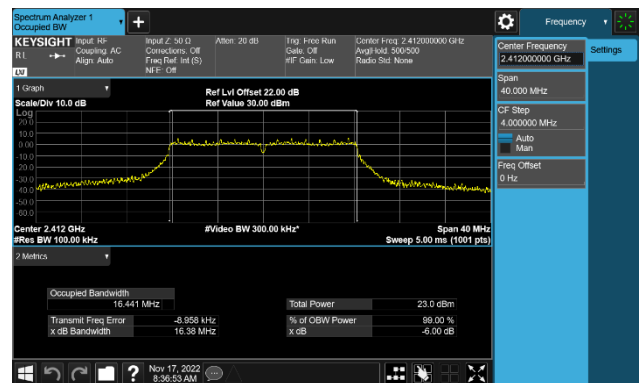 Spectrum Analyzer 1
Occupied BW
Frequency
KEYSIGHT
Input: RF
Coupling: AC
Align: Auto
Input Z: 50 Ω
Corrections: Off
Freq Ref: Int (S)
NFE: Off
Atten: 20 dB
Trig: Free Run
Gate: Off
#IF Gain: Low
Center Freq: 2.412000000 GHz
Avg|Hold: 500/500
Radio Std: None
RL
LXI
Center Frequency
2.412000000 GHz
Settings
Span
40.000 MHz
CF Step
4.000000 MHz
Auto
Man
Freq Offset
0 Hz
1 Graph
Scale/Div 10.0 dB
Ref Lvl Offset 22.00 dB
Ref Value 30.00 dBm
Log
20.0
10.0
0.00
-10.0
-20.0
-30.0
-40.0
-50.0
-60.0
Center 2.412 GHz
#Res BW 100.00 kHz
#Video BW 300.00 kHz*
Span 40 MHz
Sweep 5.00 ms (1001 pts)
2 Metrics
Occupied Bandwidth
16.441 MHz
Total Power 23.0 dBm
Transmit Freq Error -8.958 kHz
% of OBW Power 99.00 %
x dB Bandwidth 16.38 MHz
x dB -6.00 dB
Nov 17, 2022
8:36:53 AM